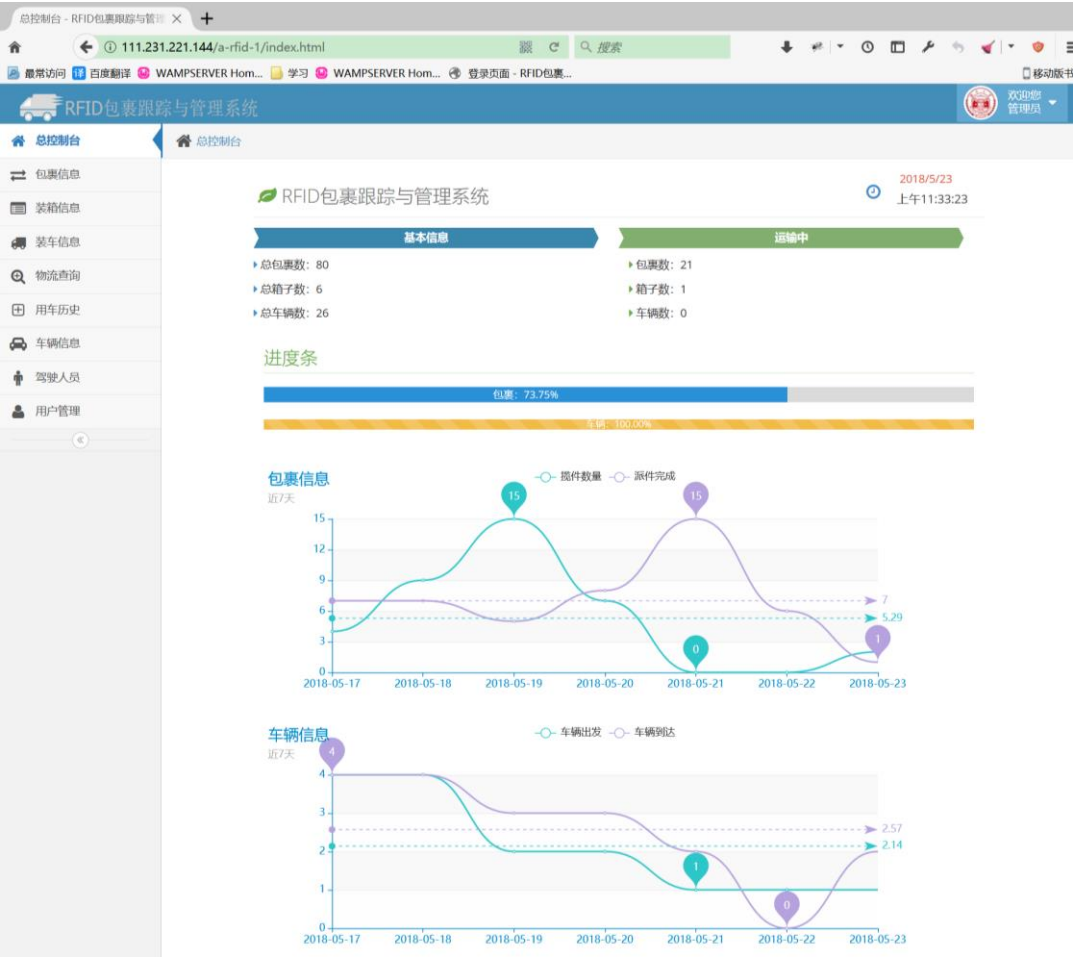 总控制台 - RFID包裹跟踪与管理
111.231.221.144/a-rfid-1/index.html
搜索
最常访问 百度翻译 WAMPSERVER Hom... 学习 WAMPSERVER Hom... 登录页面 - RFID包裹...
移动版书
RFID包裹跟踪与管理系统
欢迎您
管理员
总控制台
总控制台
包裹信息
装箱信息
装车信息
物流查询
用车历史
车辆信息
驾驶人员
用户管理
RFID包裹跟踪与管理系统
2018/5/23
上午11:33:23
基本信息
总包裹数：80
总箱子数：6
总车辆数：26
运输中
包裹数：21
箱子数：1
车辆数：0
进度条
包裹：73.75%
车辆：100.00%
包裹信息
近7天
揽件数量 派件完成
15
15
15
12
9
6
3
0
7
5.29
0
1
2018-05-17 2018-05-18 2018-05-19 2018-05-20 2018-05-21 2018-05-22 2018-05-23
车辆信息
近7天
车辆出发 车辆到达
4
4
3
2
1
0
2.57
2.14
1
0
2018-05-17 2018-05-18 2018-05-19 2018-05-20 2018-05-21 2018-05-22 2018-05-23